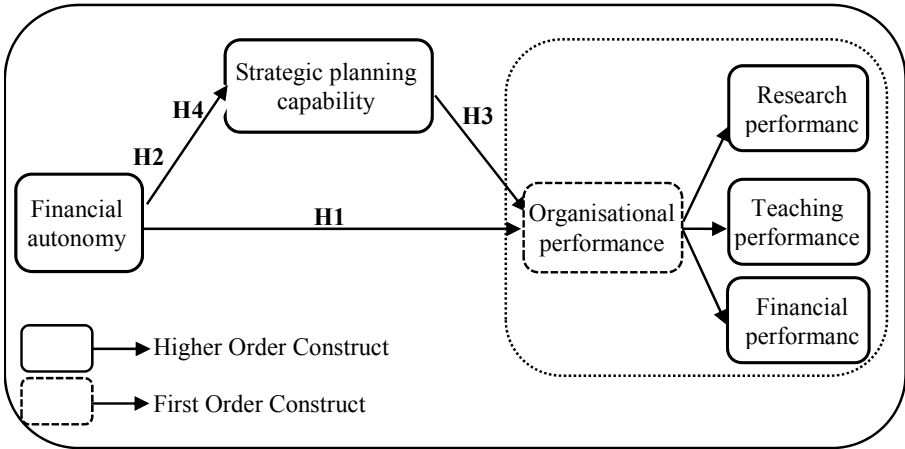 Strategic planning
capability
H4
H3
H2
Financial
autonomy
H1
Organisational
performance
Research
performanc
Teaching
performance
Financial
performanc
Higher Order Construct
First Order Construct